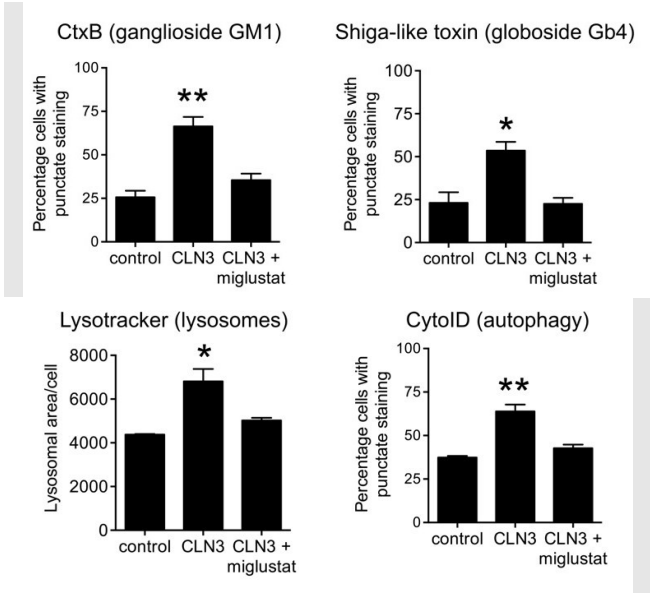 CtxB (ganglioside GM1)
Percentage cells with
punctate staining
100
75
50
25
0
**
control CLN3 CLN3 +
miglustat
Shiga-like toxin (globoside Gb4)
Percentage cells with
punctate staining
100
75
50
25
0
*
control CLN3 CLN3 +
miglustat
Lysotracker (lysosomes)
Lysosomal area/cell
8000
6000
4000
2000
0
*
control CLN3 CLN3 +
miglustat
CytoID (autophagy)
Percentage cells with
punctate staining
100
75
50
25
0
**
control CLN3 CLN3 +
miglustat